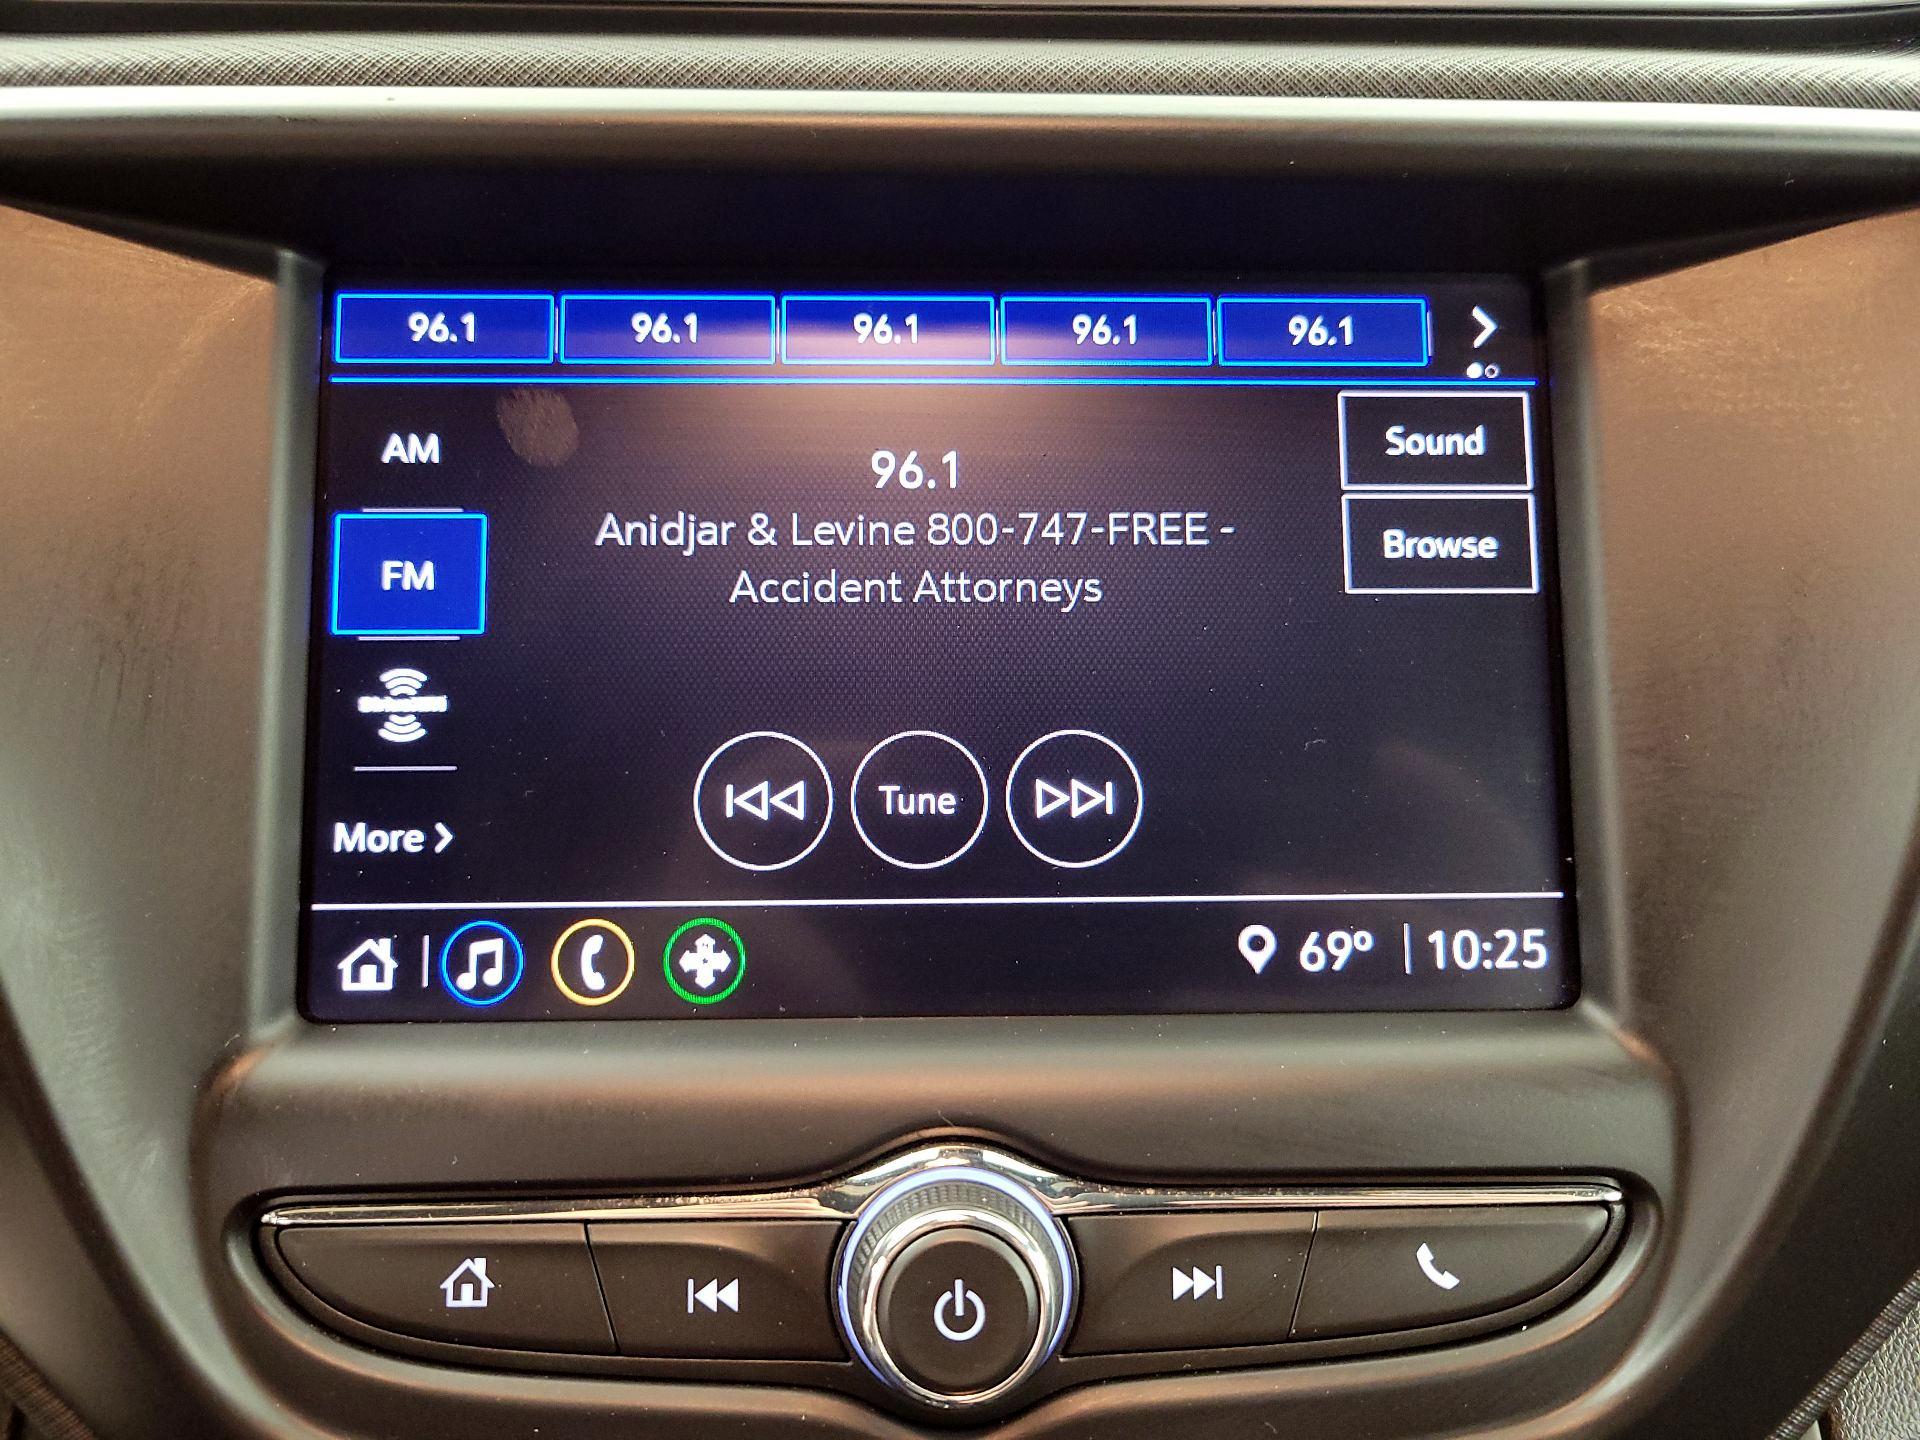 96.1 96.1 96.1 96.1 96.1
AM
Sound
96.1
Anidjar & Levine 800-747-FREE -
Browse
FM
Accident Attorneys
Tune
More
69° 10:25